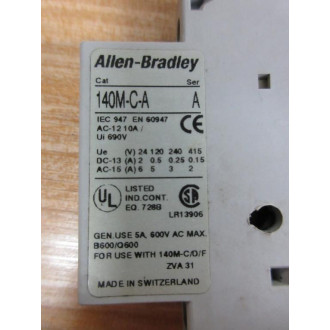 Allen-Bradley
Cat Ser
140M-C-A A
IEC 947 EN 60947
AC-12 10A /
Ui 690V
CE
Ue (V) 24 120 240 415
DC-13 (A) 2 0.5 0.25 0.15
AC-15 (A) 6 5 3 2
UL LISTED
IND.CONT.
EQ. 728B
SA
LR13906
GEN.USE 5A, 600V AC MAX.
B600/Q600
FOR USE WITH 140M-C/D/F
ZVA 31
MADE IN SWITZERLAND